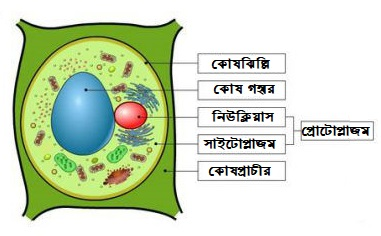 কোষঝিল্লি
কোষ গহ্বর
নিউক্লিয়াস
প্রোটোপ্লাজম
সাইটোপ্লাজম
কোষপ্রাচীর